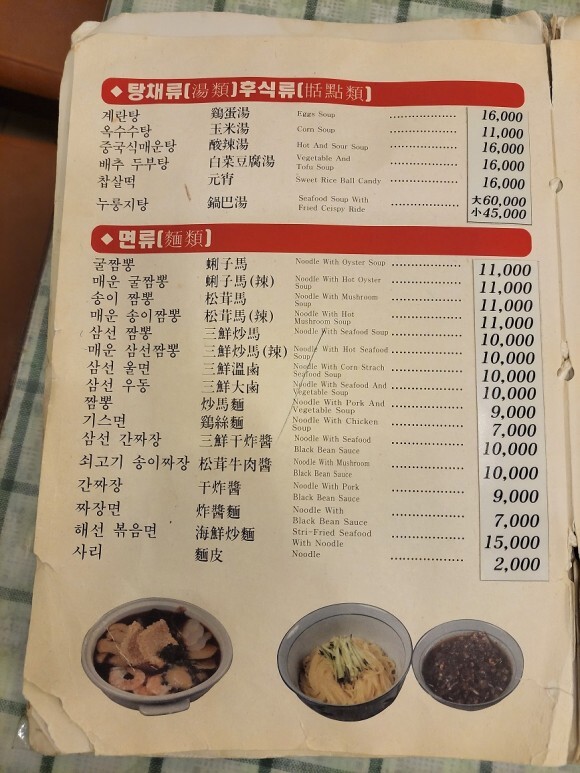 ◆ 탕채류(湯類)후식류(甛點類)
계란탕 鷄蛋湯 Eggs Soup 16,000
옥수수탕 玉米湯 Corn Soup 11,000
중국식매운탕 酸辣湯 Hot And Sour Soup 16,000
배추 두부탕 白菜豆腐湯 Vegetable And Tofu Soup 16,000
찹살떡 元宵 Sweet Rice Ball Candy 16,000
누룽지탕 鍋巴湯 Seafood Soup With Fried Crispy Ride 大60,000
小45,000
◆ 면류(麵類)
굴짬뽕 蜊子馬 Noodle With Oyster Soup 11,000
매운 굴짬뽕 蜊子馬(辣) Noodle With Hot Oyster Soup 11,000
송이 짬뽕 松茸馬 Noodle With Mushroom Soup 11,000
매운 송이짬뽕 松茸馬(辣) Noodle With Hot Mushroom Soup 11,000
삼선 짬뽕 三鮮炒馬 Noodle With Seafood Soup 10,000
매운 삼선짬뽕 三鮮炒馬(辣) Noodle With Hot Seafood Soup 10,000
삼선 울면 三鮮溫鹵 Noodle With Corn Strach Seafood Soup 10,000
삼선 우동 三鮮大鹵 Noodle With Seafood And Vegetable Soup 10,000
짬뽕 炒馬麵 Noodle With Pork And Vegetable Soup 9,000
기스면 鷄絲麵 Noodle With Chicken Soup 7,000
삼선 간짜장 三鮮干炸醬 Noodle With Seafood Black Bean Sauce 10,000
쇠고기 송이짜장 松茸牛肉醬 Noodle With Mushroom Black Bean Sauce 10,000
간짜장 干炸醬 Noodle With Pork Black Bean Sauce 9,000
짜장면 炸醬麵 Noodle With Black Bean Sauce 7,000
해선 볶음면 海鮮炒麵 Stri-Fried Seafood With Noodle 15,000
사리 麵皮 Noodle 2,000